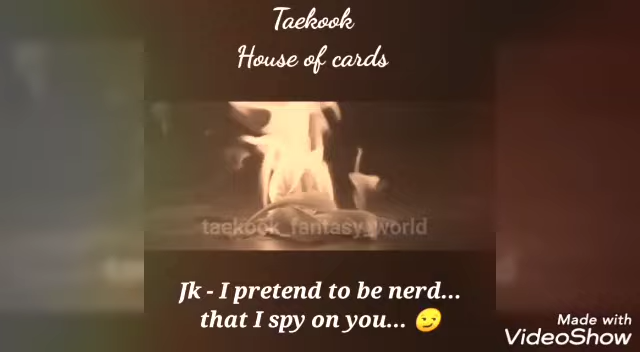 Taekook
House of cards
taekook_fantasy_world
Jk - I pretend to be nerd...
that I spy on you... 😏
Made with
VideoShow